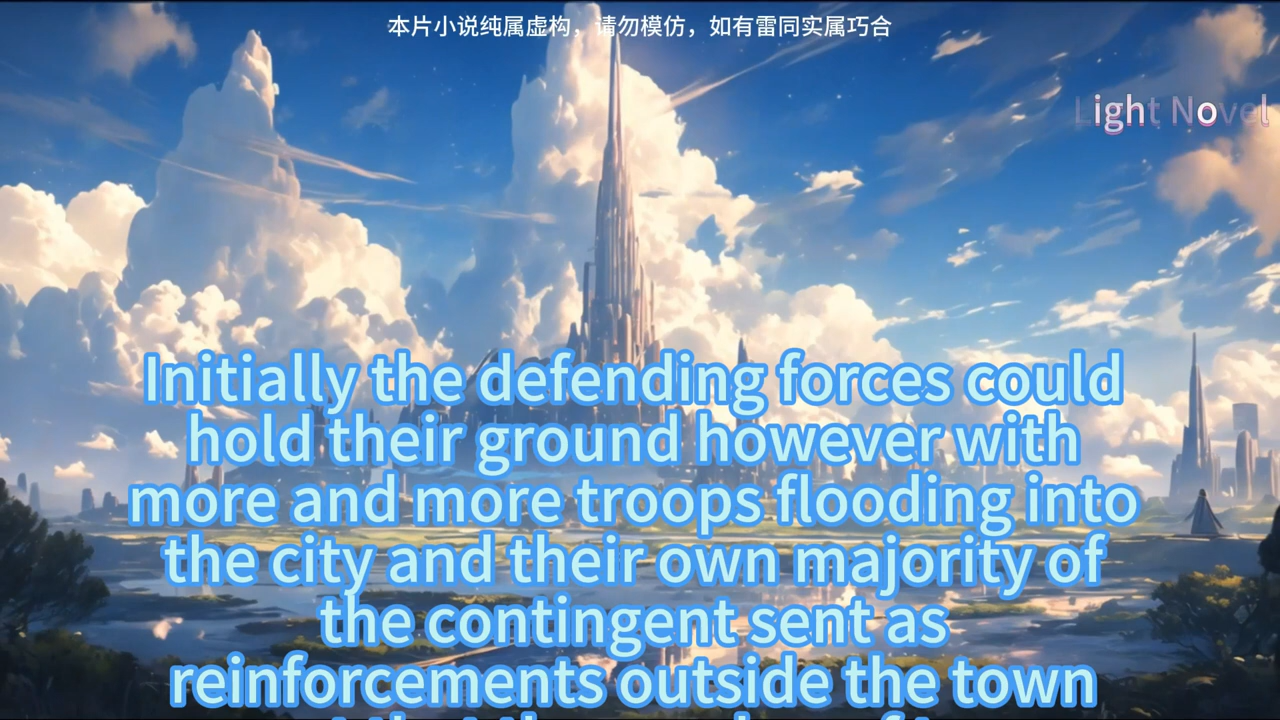 本片小说纯属虚构，请勿模仿，如有雷同实属巧合
Light Novel
Initially the defending forces could
hold their ground however with
more and more troops flooding into
the city and their own majority of
the contingent sent as
reinforcements outside the town